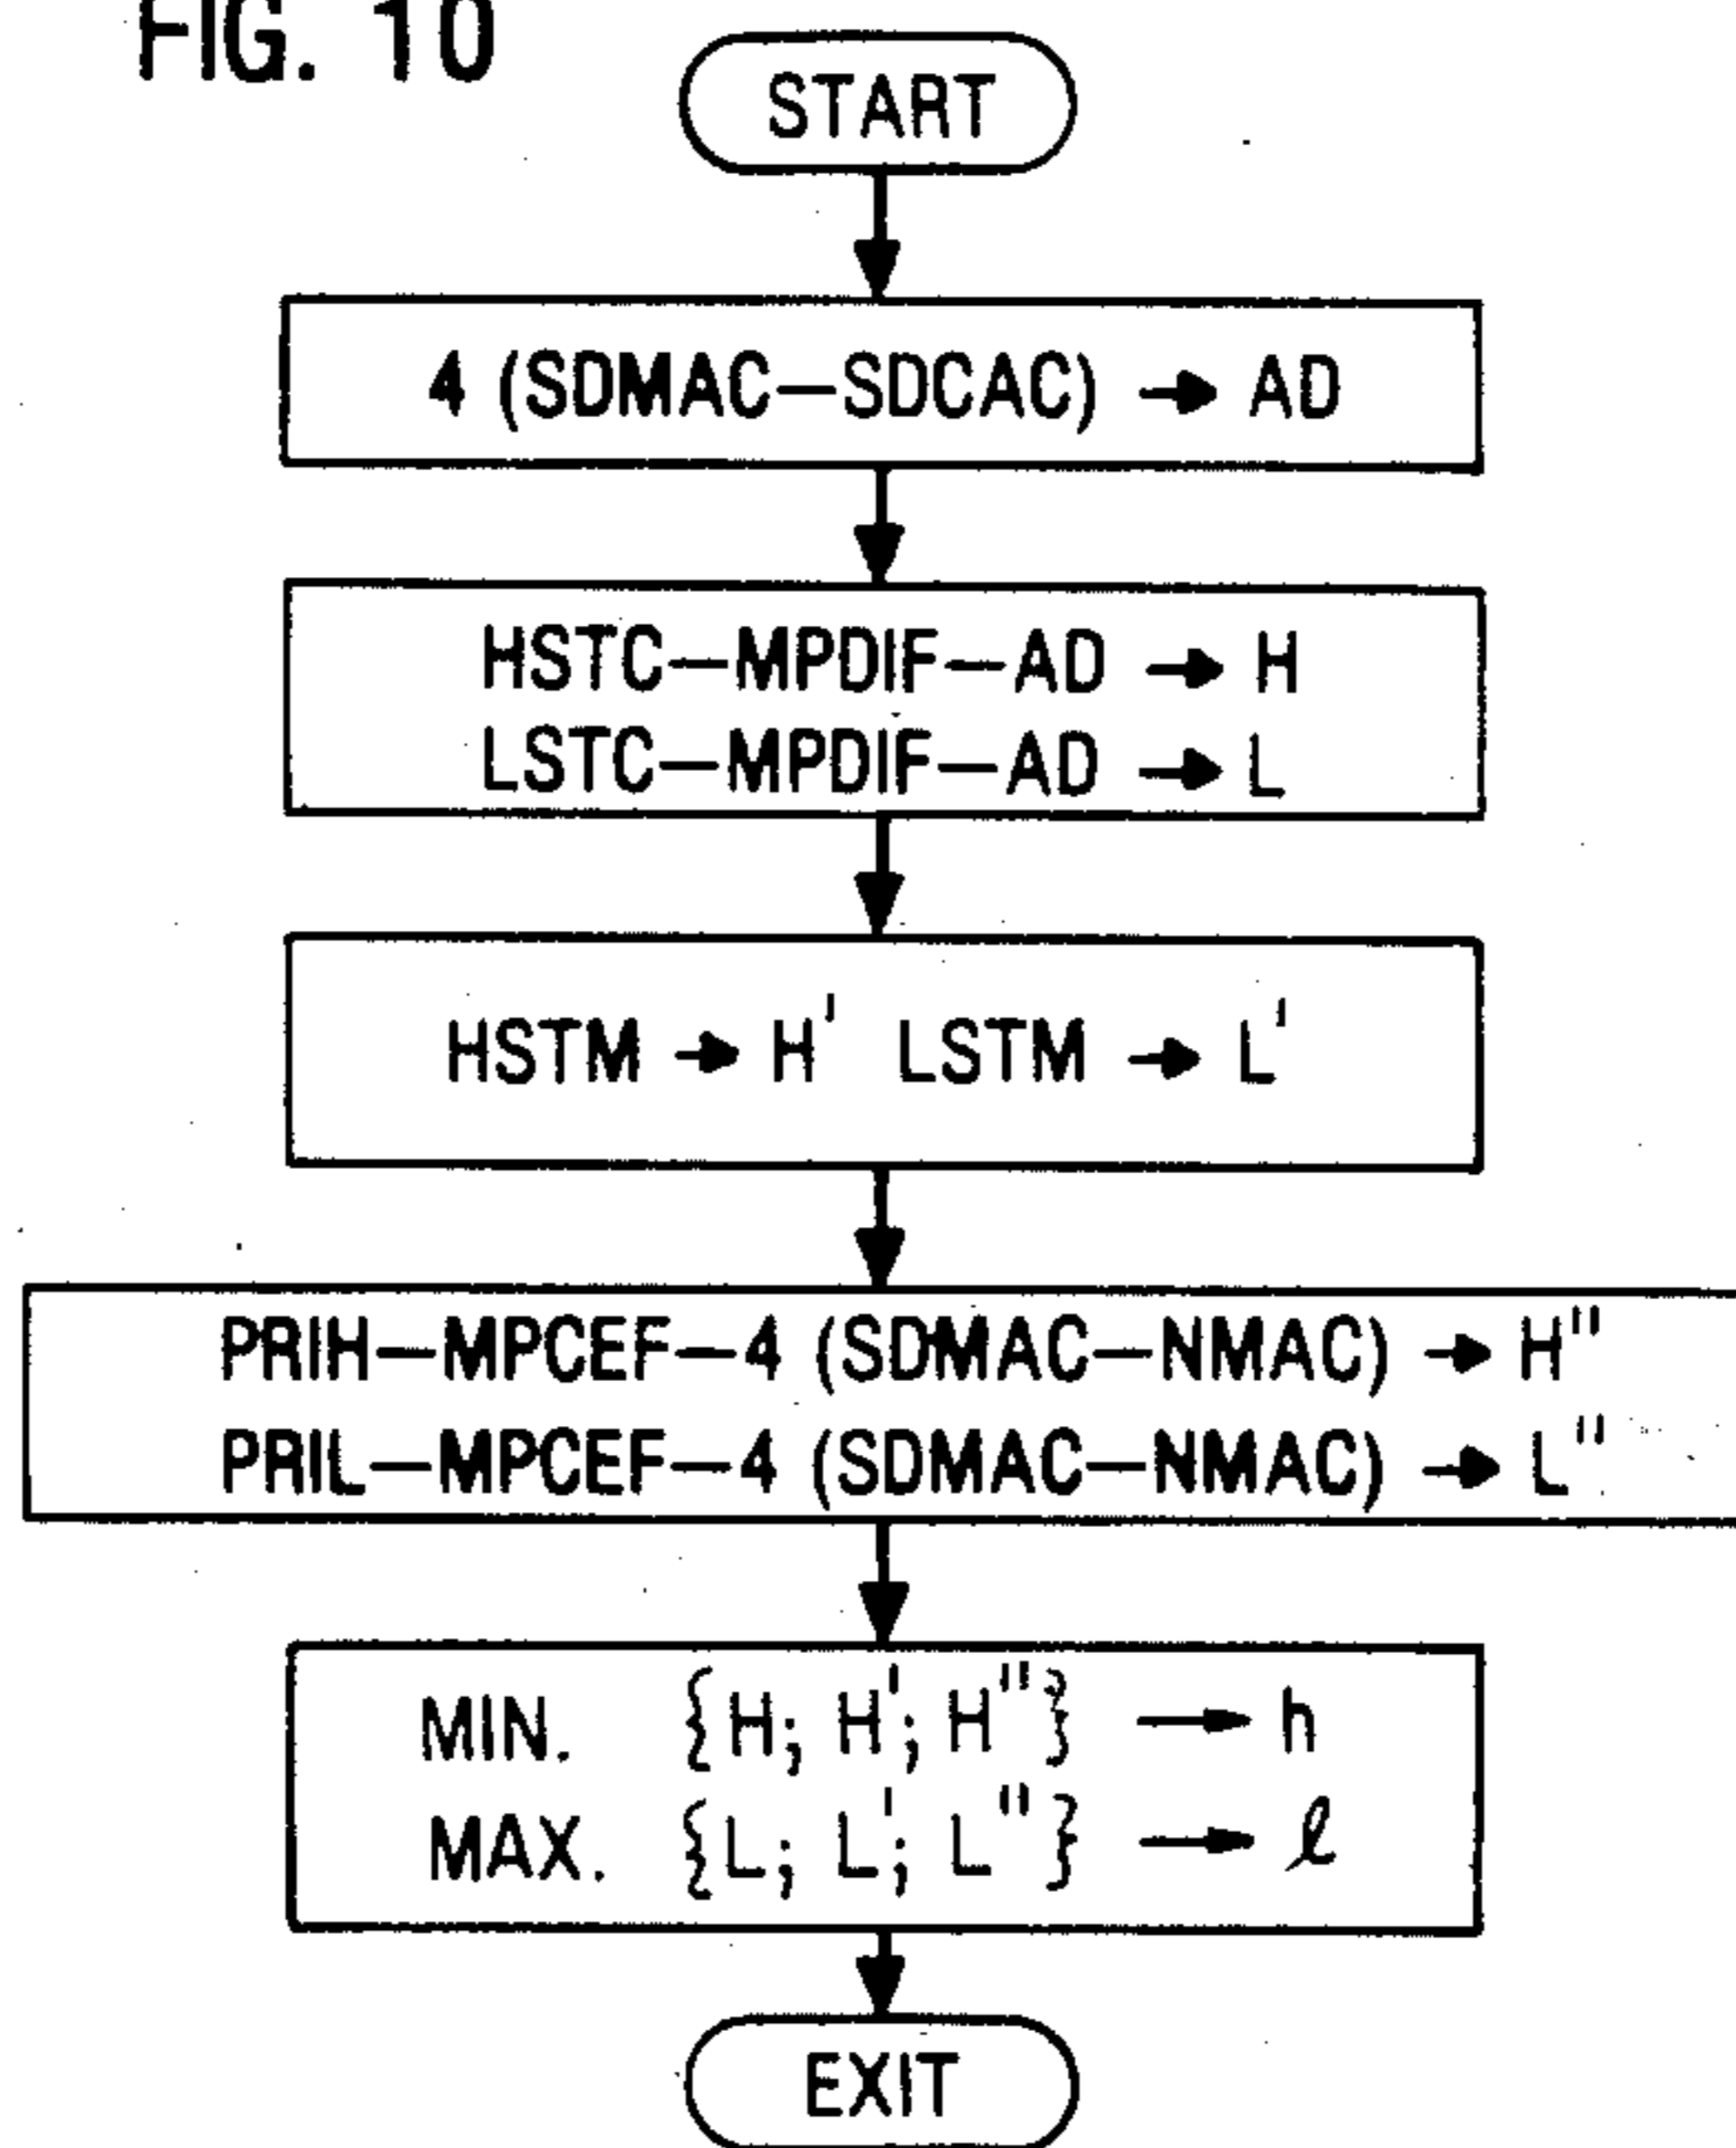 FIG. 10
START
4 (SDMAC—SDCAC) → AD
HSTC—MPDIF—AD → H
LSTC—MPDIF—AD → L
HSTM → H' LSTM → L'
PRIH—MPCEF—4 (SDMAC—NMAC) → H"
PRIL—MPCEF—4 (SDMAC—NMAC) → L"
MIN. {H; H'; H"} → h
MAX. {L; L'; L"} → ℓ
EXIT